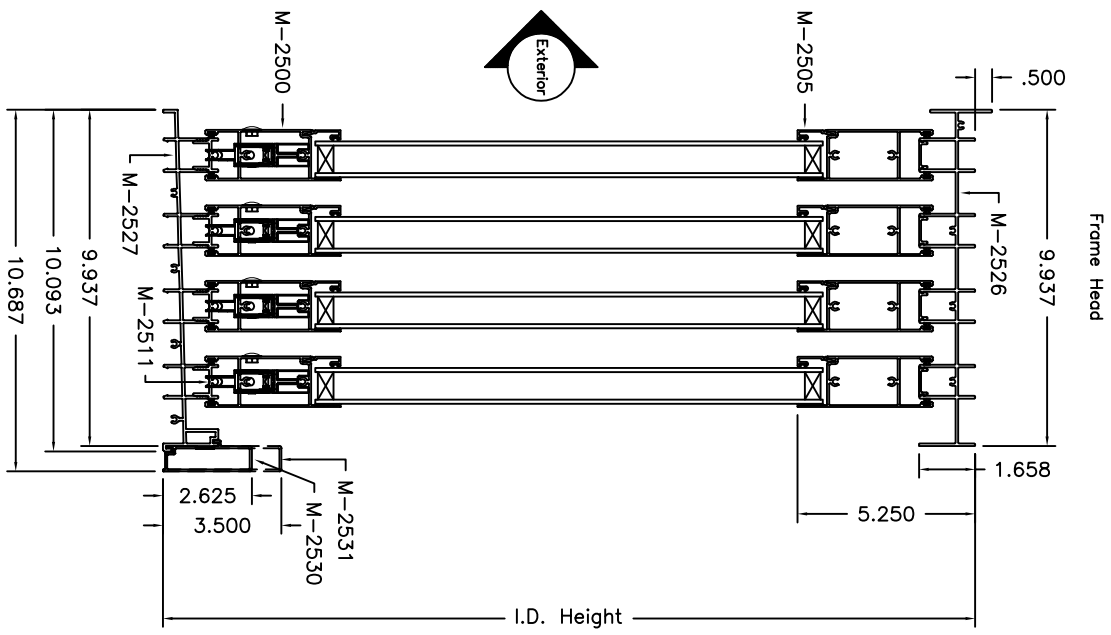 M-2500
Exterior
M-2505
.500
Frame Head
9.937
M-2526
M-2527
M-2511
9.937
10.093
10.687
1.658
5.250
2.625
3.500
M-2531
M-2530
I.D. Height